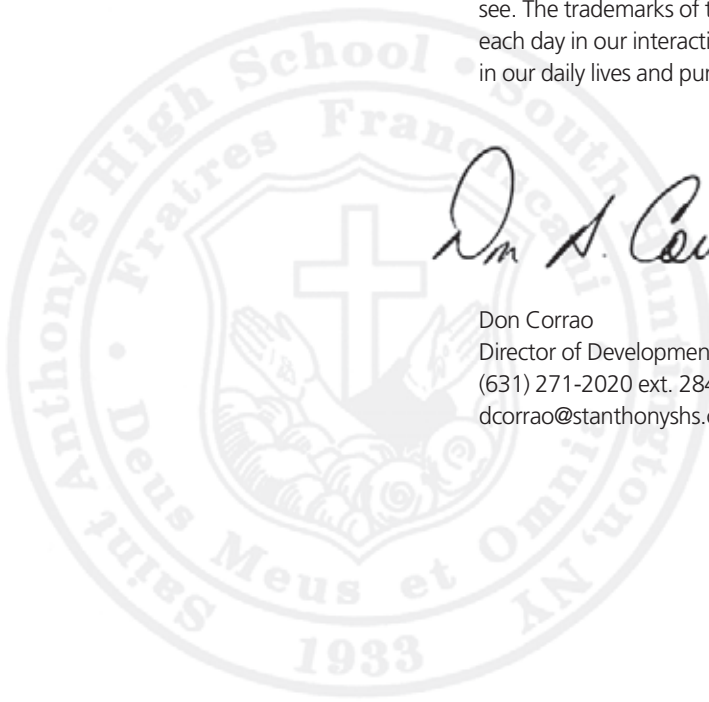 see. The trademarks of t
each day in our interacti
in our daily lives and pur
Don S.
Don Corrao
Director of Developmen
(631) 271-2020 ext. 284
dcorrao@stanthonyshs.
Saint Anthony's High School • South Huntington, NY
Fratres Franciscani
Deus Meus et Omnia
1933